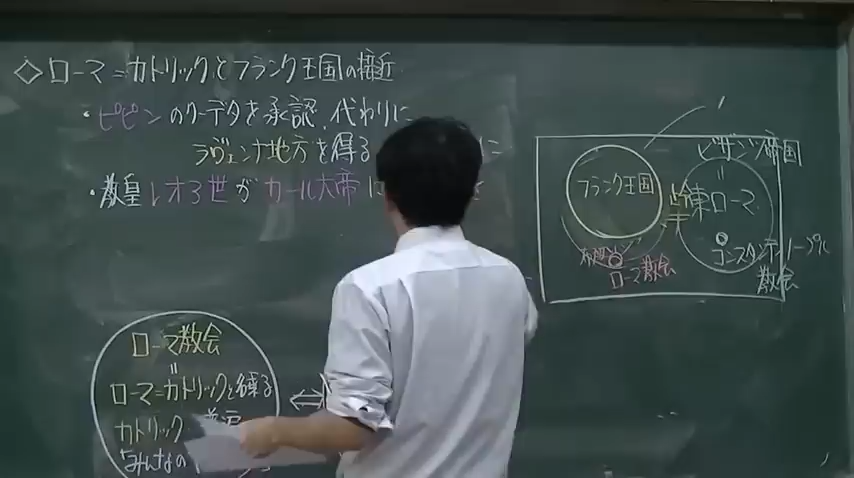 ◇ローマ=カトリックとフランク王国の接近
・ピピンのクーデタを承認、代わりに
ラヴェンナ地方を得る
・教皇レオ3世がカール大帝に
ローマ教会
=
ローマ=カトリックを
カトリック
みんなの
⇔
ビザンツ帝国
=
東ローマ
フランク王国
ローマ教会
コンスタンティノープル
教会